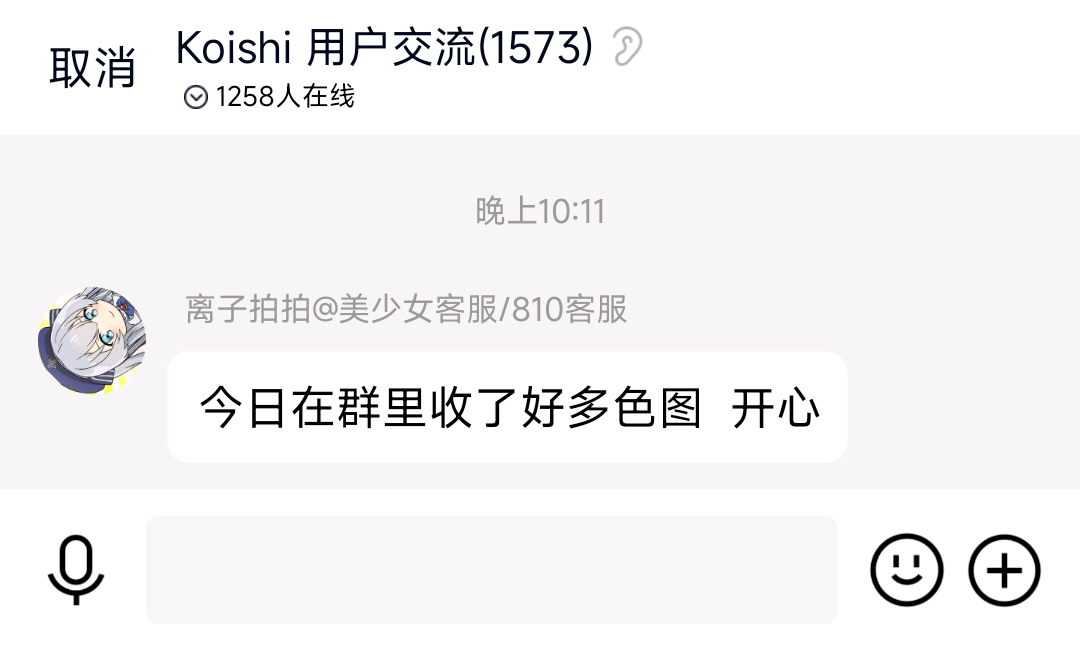 取消
Koishi 用户交流(1573)
1258人在线
晚上10:11
离子拍拍@美少女客服/810客服
今日在群里收了好多色图 开心